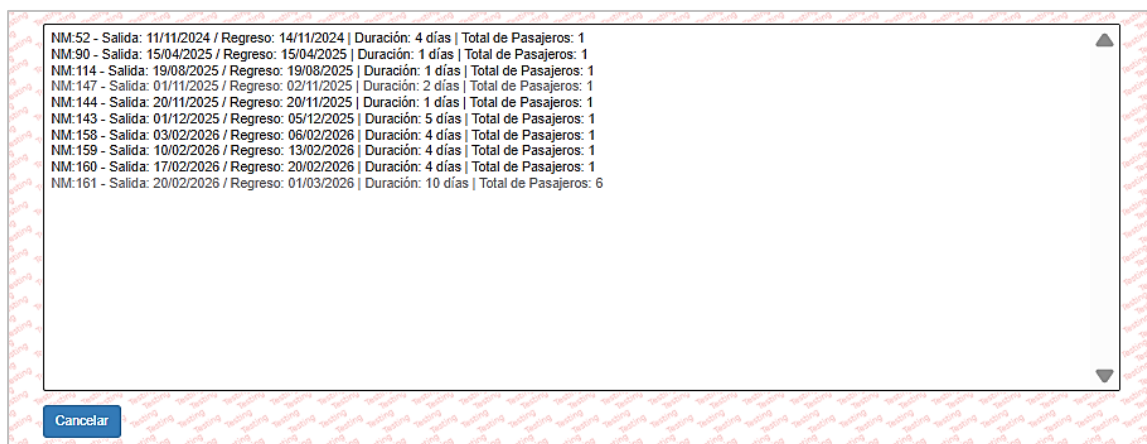 NM:52 - Salida: 11/11/2024 / Regreso: 14/11/2024 | Duración: 4 días | Total de Pasajeros: 1
NM:90 - Salida: 15/04/2025 / Regreso: 15/04/2025 | Duración: 1 días | Total de Pasajeros: 1
NM:114 - Salida: 19/08/2025 / Regreso: 19/08/2025 | Duración: 1 días | Total de Pasajeros: 1
NM:147 - Salida: 01/11/2025 / Regreso: 02/11/2025 | Duración: 2 días | Total de Pasajeros: 1
NM:144 - Salida: 20/11/2025 / Regreso: 20/11/2025 | Duración: 1 días | Total de Pasajeros: 1
NM:143 - Salida: 01/12/2025 / Regreso: 05/12/2025 | Duración: 5 días | Total de Pasajeros: 1
NM:158 - Salida: 03/02/2026 / Regreso: 06/02/2026 | Duración: 4 días | Total de Pasajeros: 1
NM:159 - Salida: 10/02/2026 / Regreso: 13/02/2026 | Duración: 4 días | Total de Pasajeros: 1
NM:160 - Salida: 17/02/2026 / Regreso: 20/02/2026 | Duración: 4 días | Total de Pasajeros: 1
NM:161 - Salida: 20/02/2026 / Regreso: 01/03/2026 | Duración: 10 días | Total de Pasajeros: 6
Cancelar
Testing